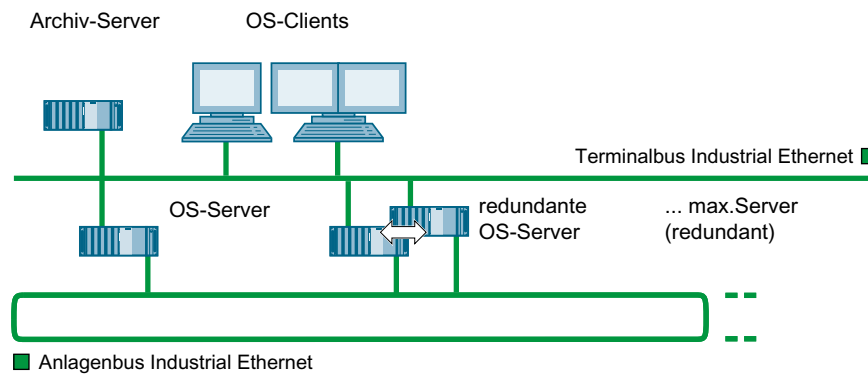 Archiv-Server
OS-Clients
Terminalbus Industrial Ethernet
OS-Server
redundante
OS-Server
... max.Server
(redundant)
Anlagenbus Industrial Ethernet